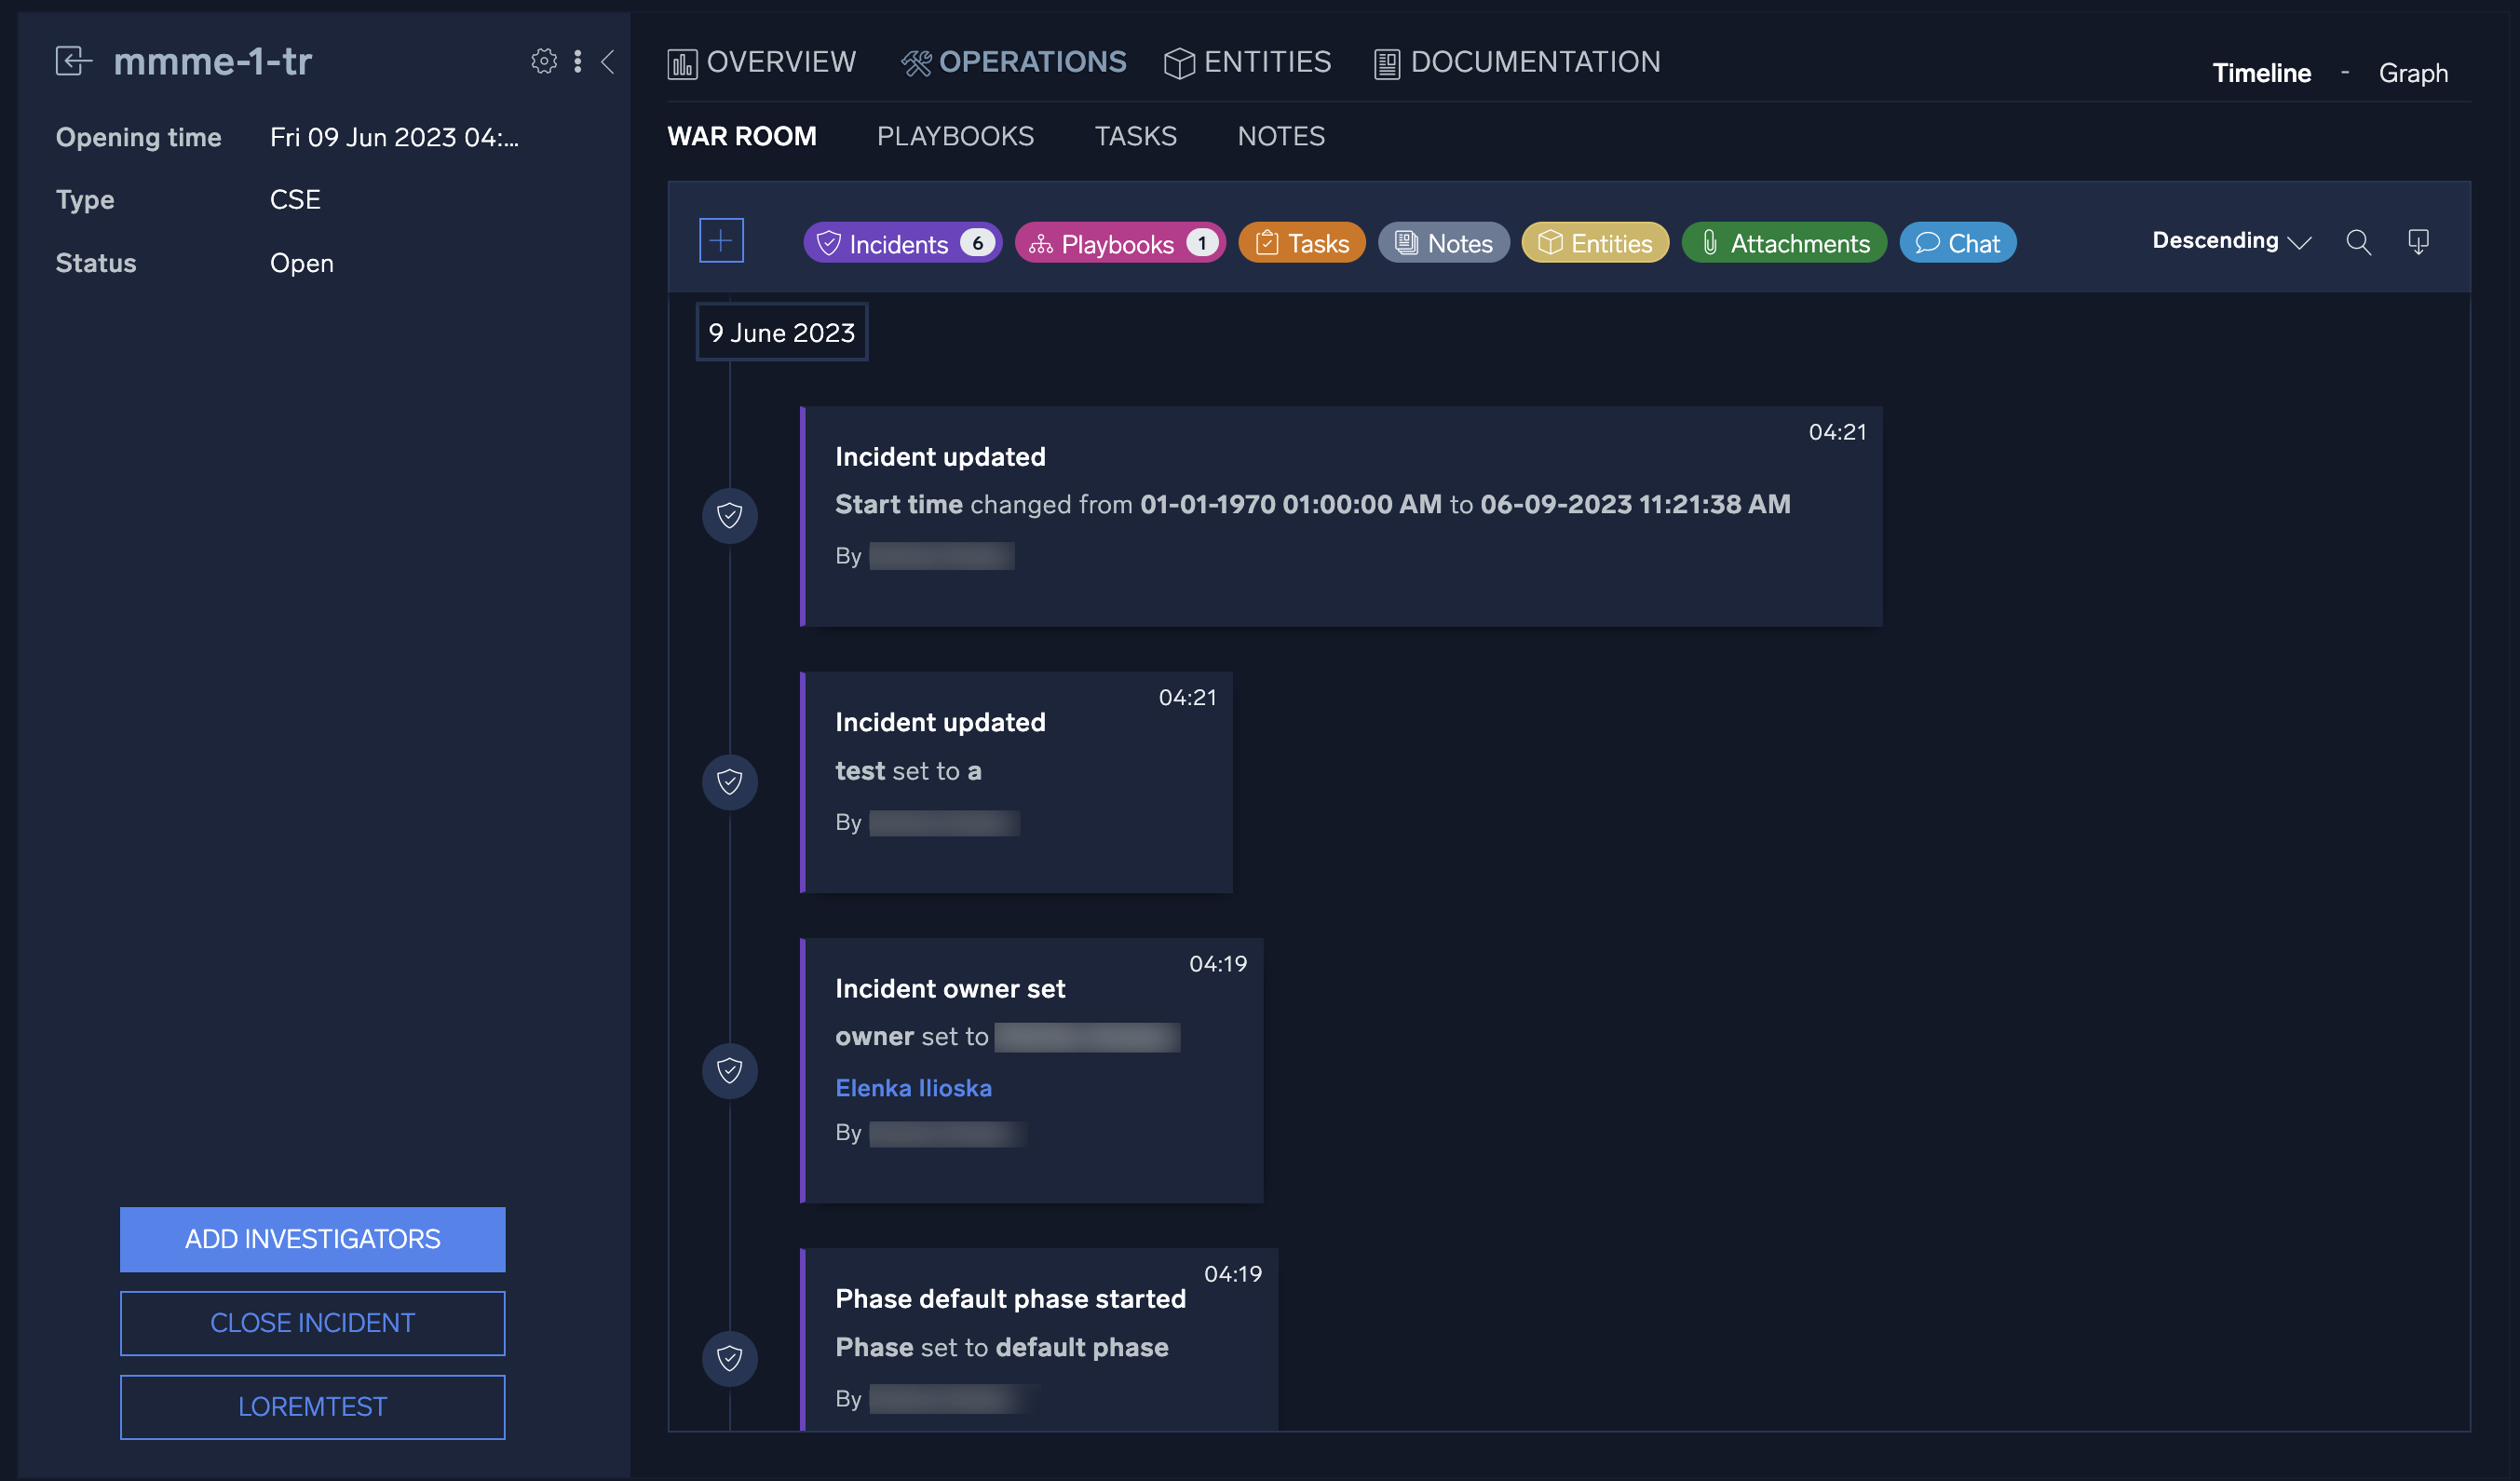 mmme-1-tr
Opening time Fri 09 Jun 2023 04:...
Type CSE
Status Open
ADD INVESTIGATORS
CLOSE INCIDENT
LOREMTEST
OVERVIEW OPERATIONS ENTITIES DOCUMENTATION
Timeline - Graph
WAR ROOM PLAYBOOKS TASKS NOTES
Incidents 6 Playbooks 1 Tasks Notes Entities Attachments Chat Descending
9 June 2023
04:21
Incident updated
Start time changed from 01-01-1970 01:00:00 AM to 06-09-2023 11:21:38 AM
By
04:21
Incident updated
test set to a
By
04:19
Incident owner set
owner set to
Elenka Ilioska
By
04:19
Phase default phase started
Phase set to default phase
By